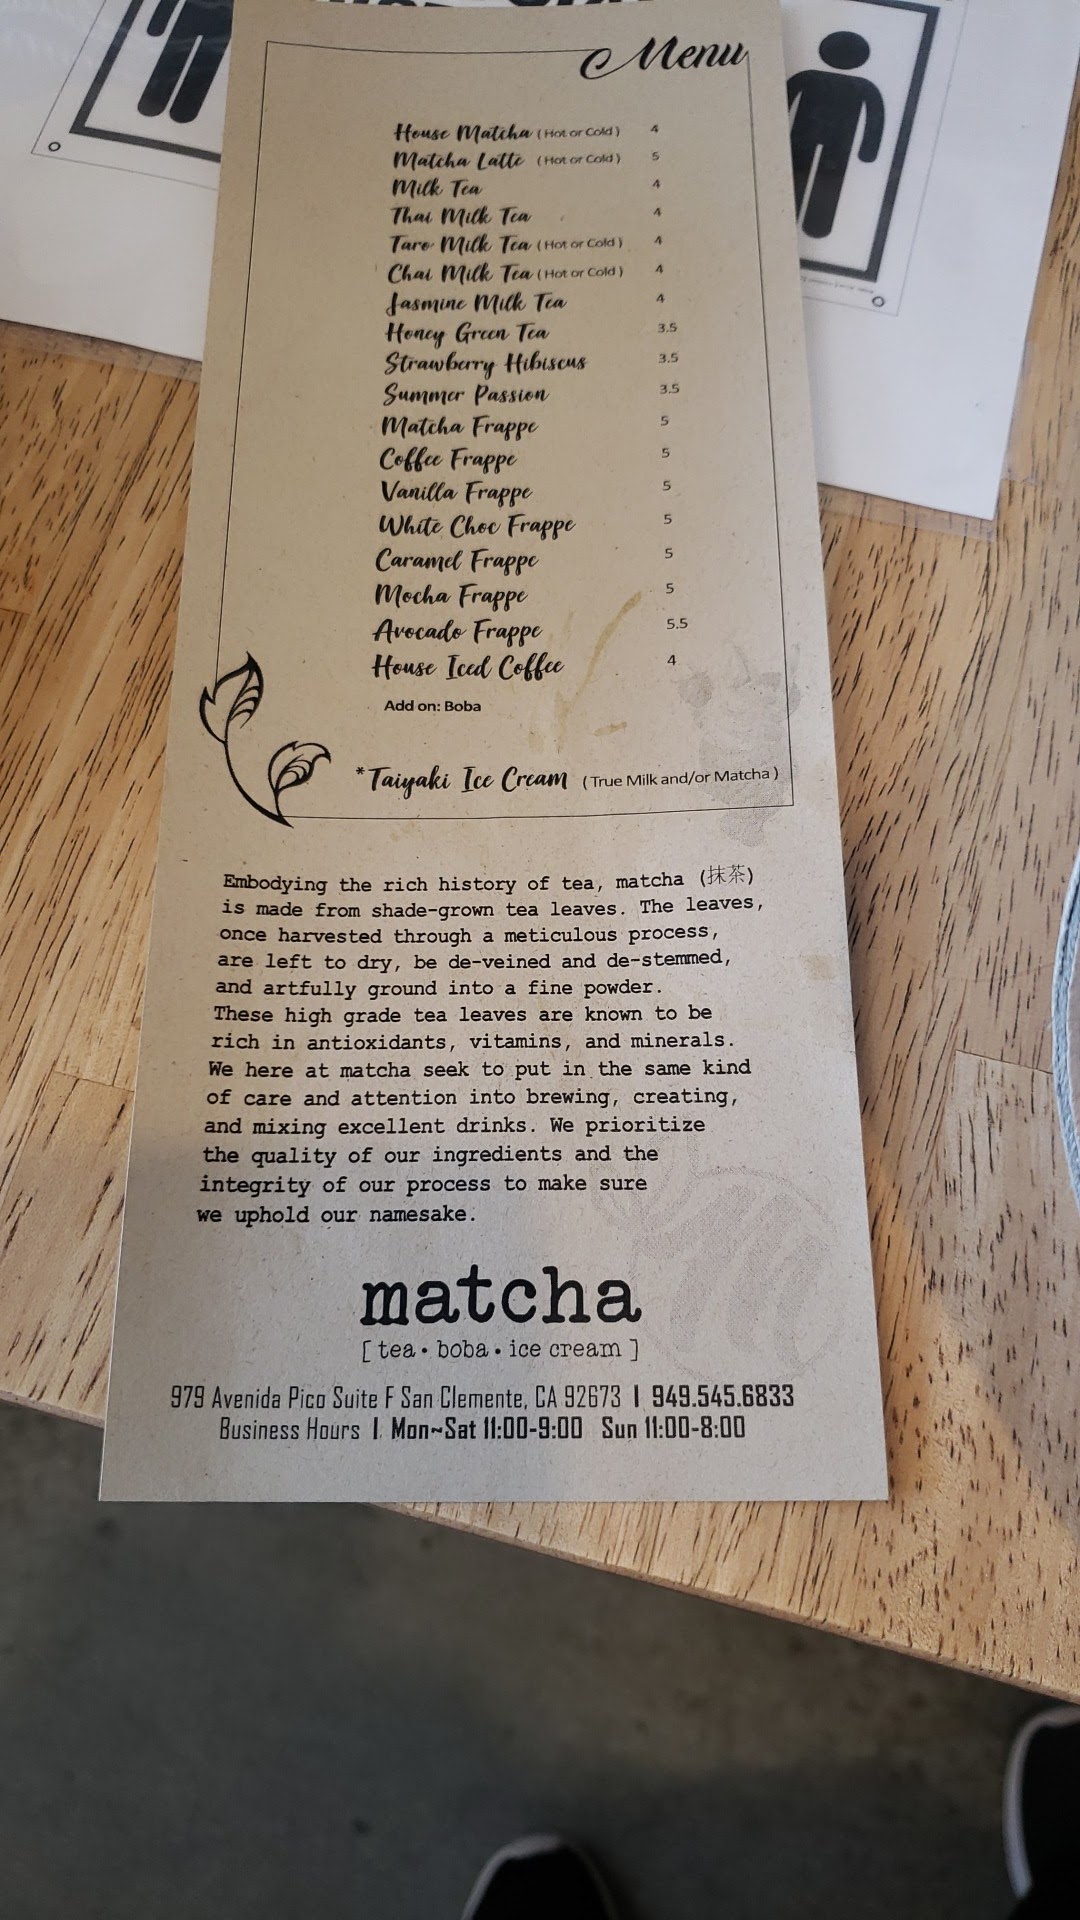 Menu
House Matcha (Hot or Cold) 4
Matcha Latte (Hot or Cold) 5
Milk Tea 4
Thai Milk Tea 4
Taro Milk Tea (Hot or Cold) 4
Chai Milk Tea (Hot or Cold) 4
Jasmine Milk Tea 4
Honey Green Tea 3.5
Strawberry Hibiscus 3.5
Summer Passion 3.5
Matcha Frappe 5
Coffee Frappe 5
Vanilla Frappe 5
White Choc Frappe 5
Caramel Frappe 5
Mocha Frappe 5
Avocado Frappe 5.5
House Iced Coffee 4
Add on: Boba
*Taiyaki Ice Cream (True Milk and/or Matcha)
Embodying the rich history of tea, matcha (抹茶)
is made from shade-grown tea leaves. The leaves,
once harvested through a meticulous process,
are left to dry, be de-veined and de-stemmed,
and artfully ground into a fine powder.
These high grade tea leaves are known to be
rich in antioxidants, vitamins, and minerals.
We here at matcha seek to put in the same kind
of care and attention into brewing, creating,
and mixing excellent drinks. We prioritize
the quality of our ingredients and the
integrity of our process to make sure
we uphold our namesake.
matcha
[ tea • boba • ice cream ]
979 Avenida Pico Suite F San Clemente, CA 92673 | 949.545.6833
Business Hours | Mon~Sat 11:00-9:00 Sun 11:00-8:00